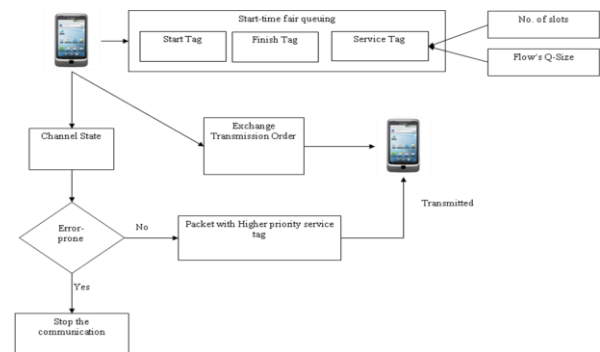 Start-time fair queuing
Start Tag
Finish Tag
Service Tag
No. of slots
Flow's Q-Size
Channel State
Exchange
Transmission Order
Error-
prone
No
Packet with Higher priority service
tag
Transmitted
Yes
Stop the
communication